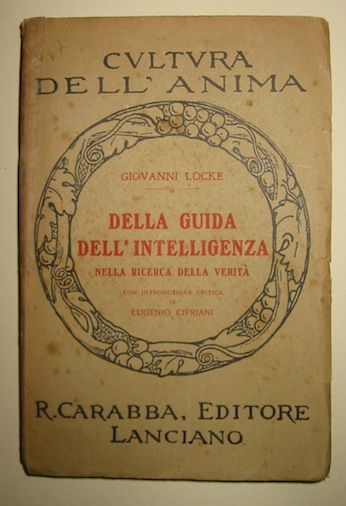 CVLTVRA
DELL'ANIMA
GIOVANNI LOCKE
DELLA GUIDA
DELL'INTELLIGENZA
NELLA RICERCA DELLA VERITÀ
CON INTRODUZIONE CRITICA
DI
EUGENIO CIPRIANI
R. CARABBA, EDITORE
LANCIANO